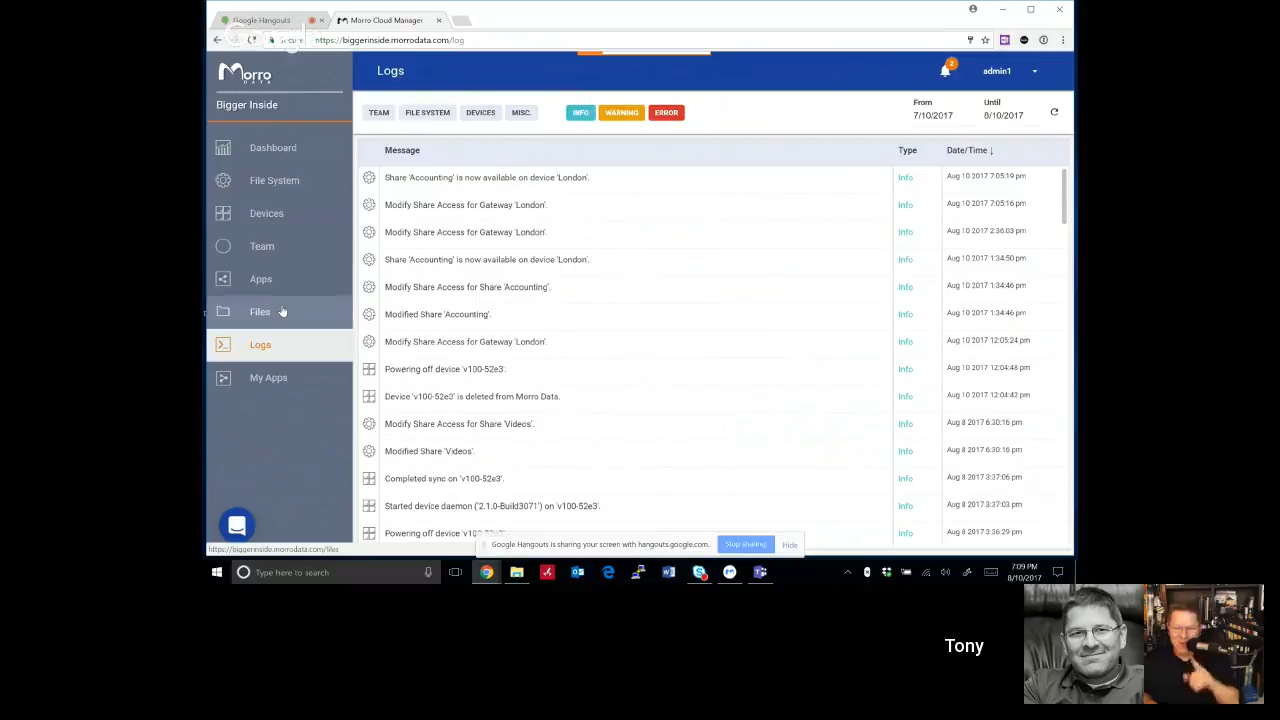 Google Hangouts
Morro Cloud Manager
https://biggerinside.morrodata.com/log
Morro
DATA
Bigger Inside
Dashboard
File System
Devices
Team
Apps
Files
Logs
My Apps
Logs
2
admin1
TEAM FILE SYSTEM DEVICES MISC. INFO WARNING ERROR
From Until
7/10/2017 8/10/2017
Message Type Date/Time ↓
Share 'Accounting' is now available on device 'London'. Info Aug 10 2017 7:05:19 pm
Modify Share Access for Gateway 'London'. Info Aug 10 2017 7:05:16 pm
Modify Share Access for Gateway 'London'. Info Aug 10 2017 2:36:03 pm
Share 'Accounting' is now available on device 'London'. Info Aug 10 2017 1:34:50 pm
Modify Share Access for Share 'Accounting'. Info Aug 10 2017 1:34:46 pm
Modified Share 'Accounting'. Info Aug 10 2017 1:34:46 pm
Modify Share Access for Gateway 'London'. Info Aug 10 2017 12:05:24 pm
Powering off device 'v100-52e3'. Info Aug 10 2017 12:04:48 pm
Device 'v100-52e3' is deleted from Morro Data. Info Aug 10 2017 12:04:42 pm
Modify Share Access for Share 'Videos'. Info Aug 8 2017 6:30:16 pm
Modified Share 'Videos'. Info Aug 8 2017 6:30:16 pm
Completed sync on 'v100-52e3'. Info Aug 8 2017 3:37:06 pm
Started device daemon ('2.1.0-Build3071') on 'v100-52e3'. Info Aug 8 2017 3:37:03 pm
Powering off device Info Aug 8 2017 3:36:29 pm
Google Hangouts is sharing your screen with hangouts.google.com. Stop sharing Hide
https://biggerinside.morrodata.com/files
Type here to search
7:09 PM
8/10/2017
Tony